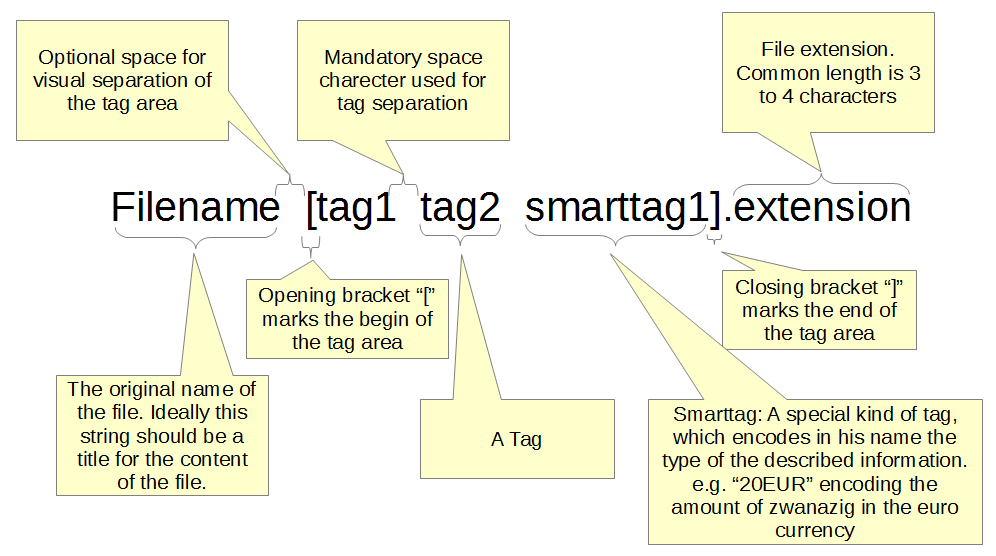 Optional space for
visual separation of
the tag area
Mandatory space
charecter used for
tag separation
File extension.
Common length is 3
to 4 characters
Filename [tag1 tag2 smarttag1].extension
Opening bracket “[”
marks the begin of
the tag area
Closing bracket “]”
marks the end of
the tag area
The original name of
the file. Ideally this
string should be a
title for the content
of the file.
A Tag
Smarttag: A special kind of tag,
which encodes in his name the
type of the described information.
e.g. “20EUR” encoding the
amount of zwanazig in the euro
currency